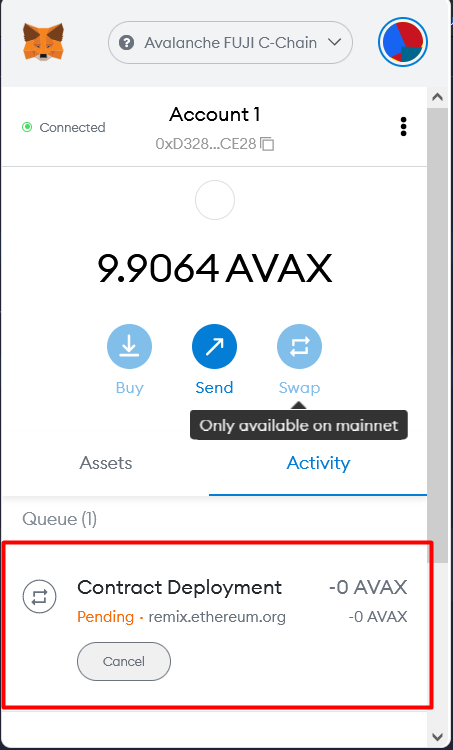 Avalanche FUJI C-Chain
Connected
Account 1
0xD328...CE28
9.9064 AVAX
Buy
Send
Swap
Only available on mainnet
Assets
Activity
Queue (1)
Contract Deployment
-0 AVAX
Pending · remix.ethereum.org
-0 AVAX
Cancel